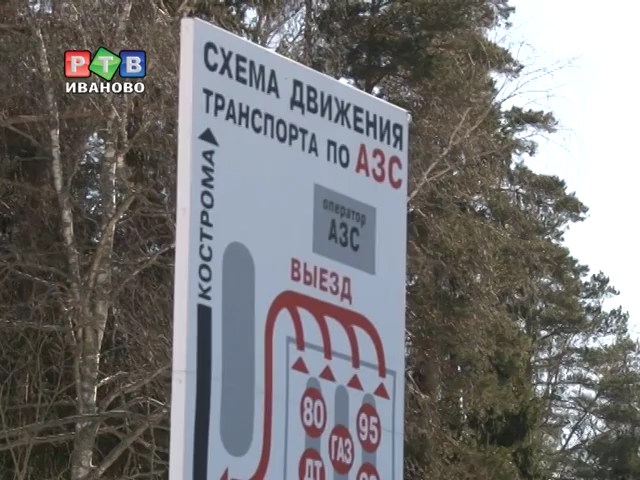 РТВ
ИВАНОВО
СХЕМА ДВИЖЕНИЯ
ТРАНСПОРТА ПО АЗС
КОСТРОМА
оператор
АЗС
ВЫЕЗД
80
95
ГАЗ
ДТ